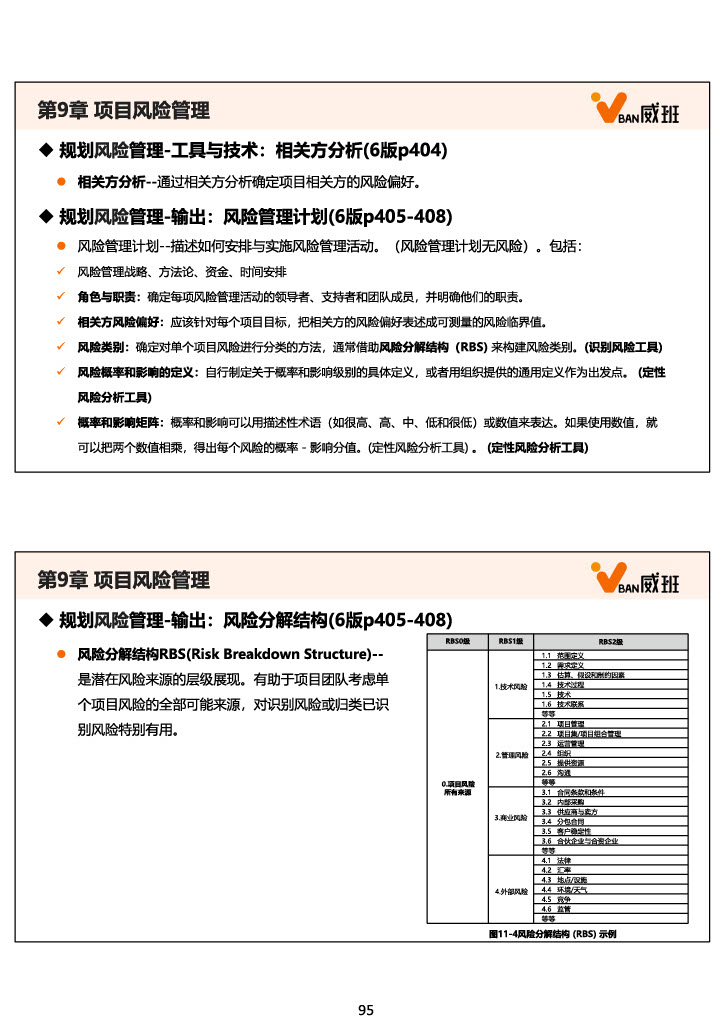 第9章 项目风险管理
VBAN威班
◆ 规划风险管理-工具与技术：相关方分析(6版p404)
● 相关方分析--通过相关方分析确定项目相关方的风险偏好。
◆ 规划风险管理-输出：风险管理计划(6版p405-408)
● 风险管理计划--描述如何安排与实施风险管理活动。（风险管理计划无风险）。包括：
✓ 风险管理战略、方法论、资金、时间安排
✓ 角色与职责：确定每项风险管理活动的领导者、支持者和团队成员，并明确他们的职责。
✓ 相关方风险偏好：应该针对每个项目目标，把相关方的风险偏好表述成可测量的风险临界值。
✓ 风险类别：确定对单个项目风险进行分类的方法，通常借助风险分解结构（RBS) 来构建风险类别。(识别风险工具)
✓ 风险概率和影响的定义：自行制定关于概率和影响级别的具体定义，或者用组织提供的通用定义作为出发点。 (定性
风险分析工具)
✓ 概率和影响矩阵：概率和影响可以用描述性术语（如很高、高、中、低和很低）或数值来表达。如果使用数值，就
可以把两个数值相乘，得出每个风险的概率 - 影响分值。(定性风险分析工具) 。 (定性风险分析工具)
第9章 项目风险管理
VBAN威班
◆ 规划风险管理-输出：风险分解结构(6版p405-408)
● 风险分解结构RBS(Risk Breakdown Structure)--
是潜在风险来源的层级展现。有助于项目团队考虑单
个项目风险的全部可能来源，对识别风险或归类已识
别风险特别有用。
RBS0级 RBS1级 RBS2级
0.项目风险
所有来源
1.技术风险
1.1 范围定义
1.2 需求定义
1.3 估算、假设和制约因素
1.4 技术过程
1.5 技术
1.6 技术联系
等等
2.管理风险
2.1 项目管理
2.2 项目集/项目组合管理
2.3 运营管理
2.4 组织
2.5 提供资源
2.6 沟通
等等
3.商业风险
3.1 合同条款和条件
3.2 内部采购
3.3 供应商与卖方
3.4 分包合同
3.5 客户稳定性
3.6 合伙企业与合资企业
等等
4.外部风险
4.1 法律
4.2 汇率
4.3 地点/设施
4.4 环境/天气
4.5 竞争
4.6 监管
等等
图11-4风险分解结构 (RBS) 示例
95